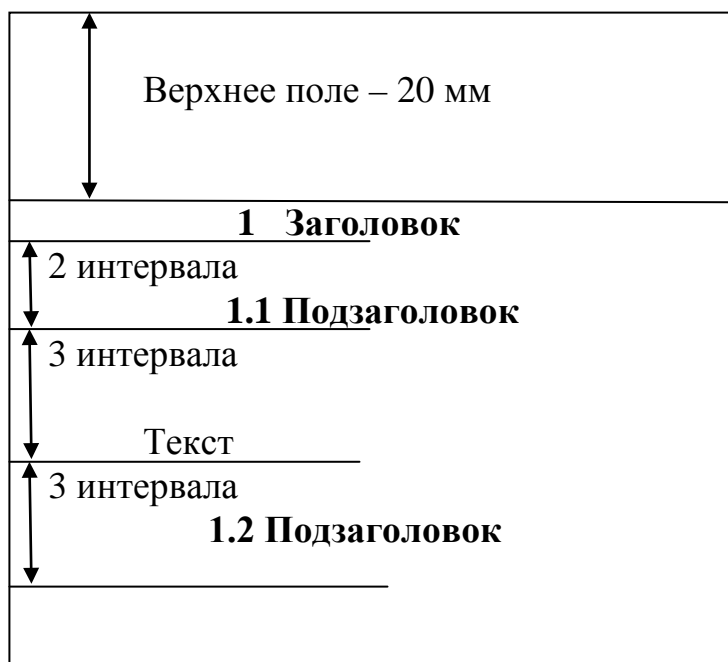 Верхнее поле – 20 мм
1 Заголовок
2 интервала
1.1 Подзаголовок
3 интервала
Текст
3 интервала
1.2 Подзаголовок